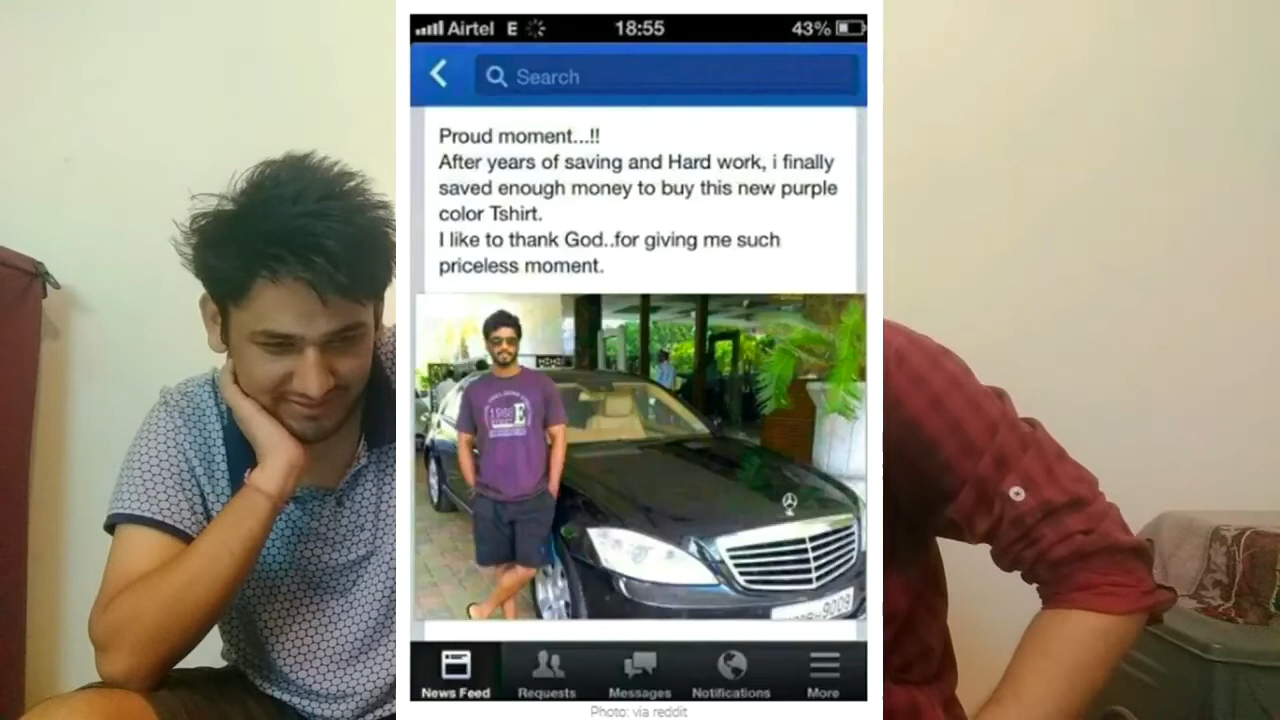 Airtel E 18:55 43%
Search
Proud moment...!!
After years of saving and Hard work, i finally
saved enough money to buy this new purple
color Tshirt.
I like to thank God..for giving me such
priceless moment.
1968
E
9009
News Feed Requests Messages Notifications More
Photo: via reddit